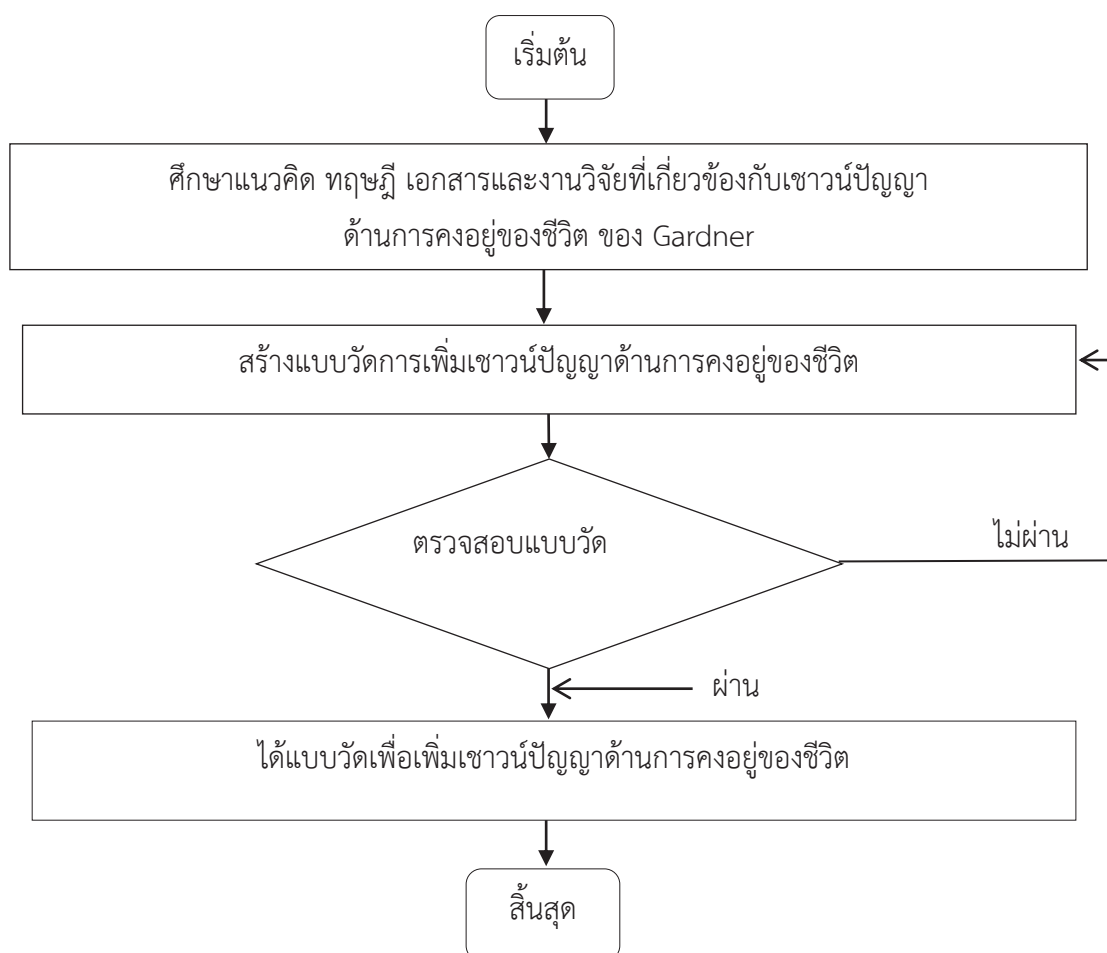 เริ่มต้น
ศึกษาแนวคิด ทฤษฎี เอกสารและงานวิจัยที่เกี่ยวข้องกับเชาวน์ปัญญา
ด้านการคงอยู่ของชีวิต ของ Gardner
สร้างแบบวัดการเพิ่มเชาวน์ปัญญาด้านการคงอยู่ของชีวิต
ตรวจสอบแบบวัด
ไม่ผ่าน
ผ่าน
ได้แบบวัดเพื่อเพิ่มเชาวน์ปัญญาด้านการคงอยู่ของชีวิต
สิ้นสุด